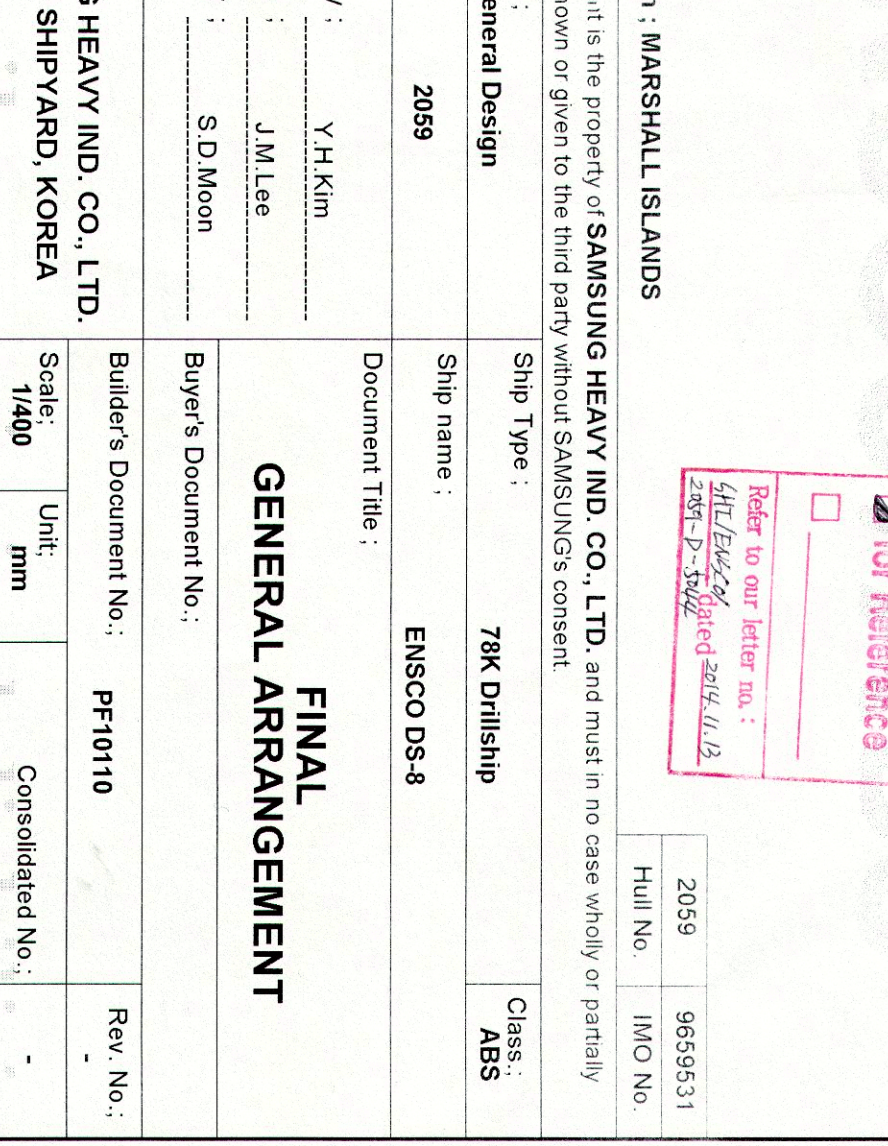 for Reference
Refer to our letter no. :
SHI/ENSCO/
dated 2014.11.13
2059-D-5044
2059 9659531
Hull No. IMO No.
; MARSHALL ISLANDS
nt is the property of SAMSUNG HEAVY IND. CO., LTD. and must in no case wholly or partially
hown or given to the third party without SAMSUNG's consent.
;
eneral Design
Ship Type ;
78K Drillship
Class.;
ABS
2059
Ship name ;
ENSCO DS-8
Document Title ;
FINAL
GENERAL ARRANGEMENT
;
Y.H.Kim
;
J.M.Lee
;
S.D.Moon
Buyer's Document No.;
G HEAVY IND. CO., LTD.
SHIPYARD, KOREA
Builder's Document No.;
PF10110
Rev. No.;
-
Scale;
1/400
Unit;
mm
Consolidated No.;
-